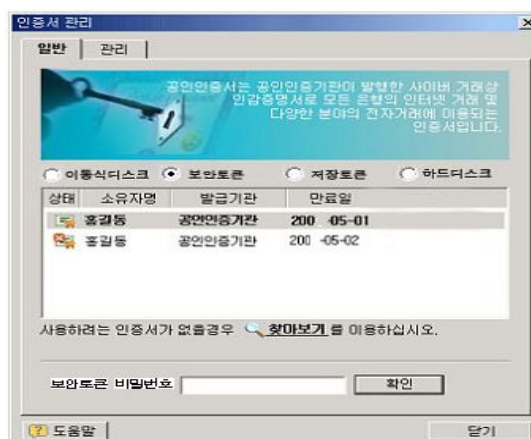 인증서 관리
일반 관리
공인인증서는 공인인증기관이 발행한 사이버 거래상
인감증명서로 모든 은행의 인터넷 거래 및
다양한 분야의 전자거래에 이용되는
인증서입니다.
이동식디스크 보안토큰 저장토큰 하드디스크
상태 소유자명 발급기관 만료일
홍길동 공인인증기관 200 -05-01
홍길동 공인인증기관 200 -05-02
사용하려는 인증서가 없을경우 찾아보기 를 이용하십시오.
보안토큰 비밀번호 확인
도움말 닫기